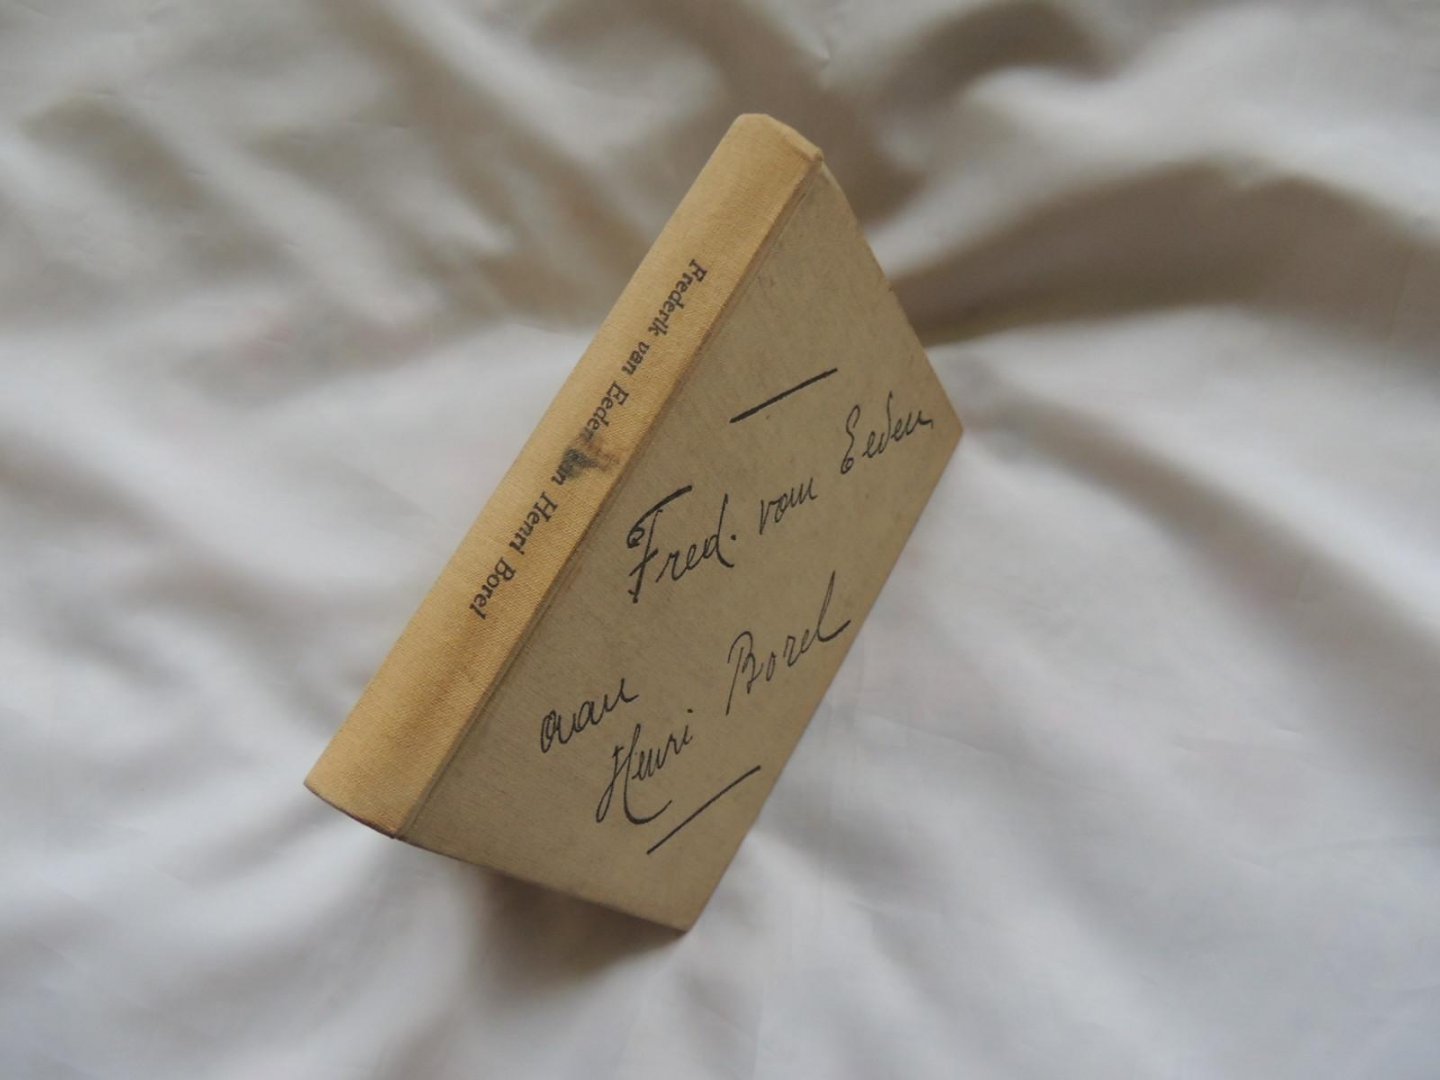 Frederik van Eeden aan Henri Borel
Fred. van Eeden
aan
Henri Borel